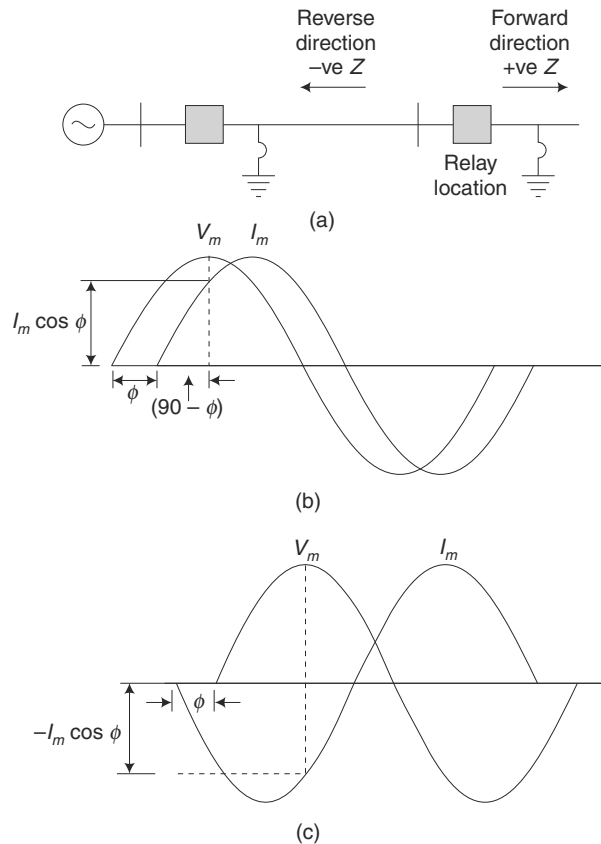 Reverse
direction
–ve Z
Forward
direction
+ve Z
Relay
location
(a)
V_m
I_m
I_m cos ϕ
ϕ
(90 – ϕ)
(b)
V_m
I_m
ϕ
–I_m cos ϕ
(c)